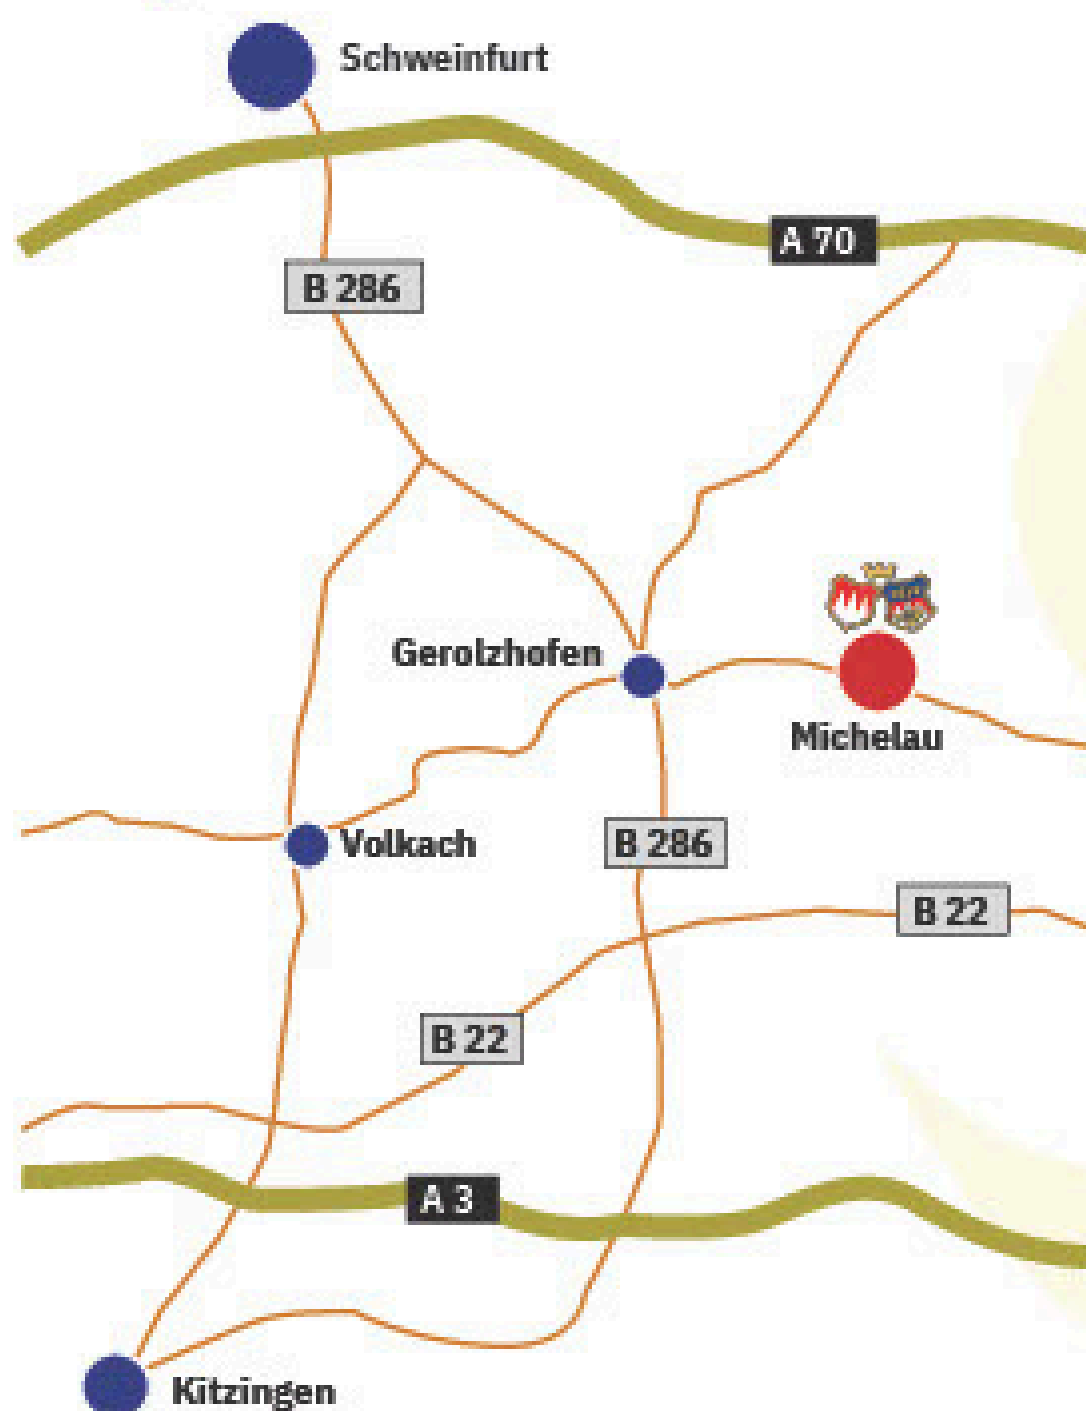 Schweinfurt
A 70
B 286
Gerolzhofen
Michelau
Volkach
B 286
B 22
B 22
A 3
Kitzingen